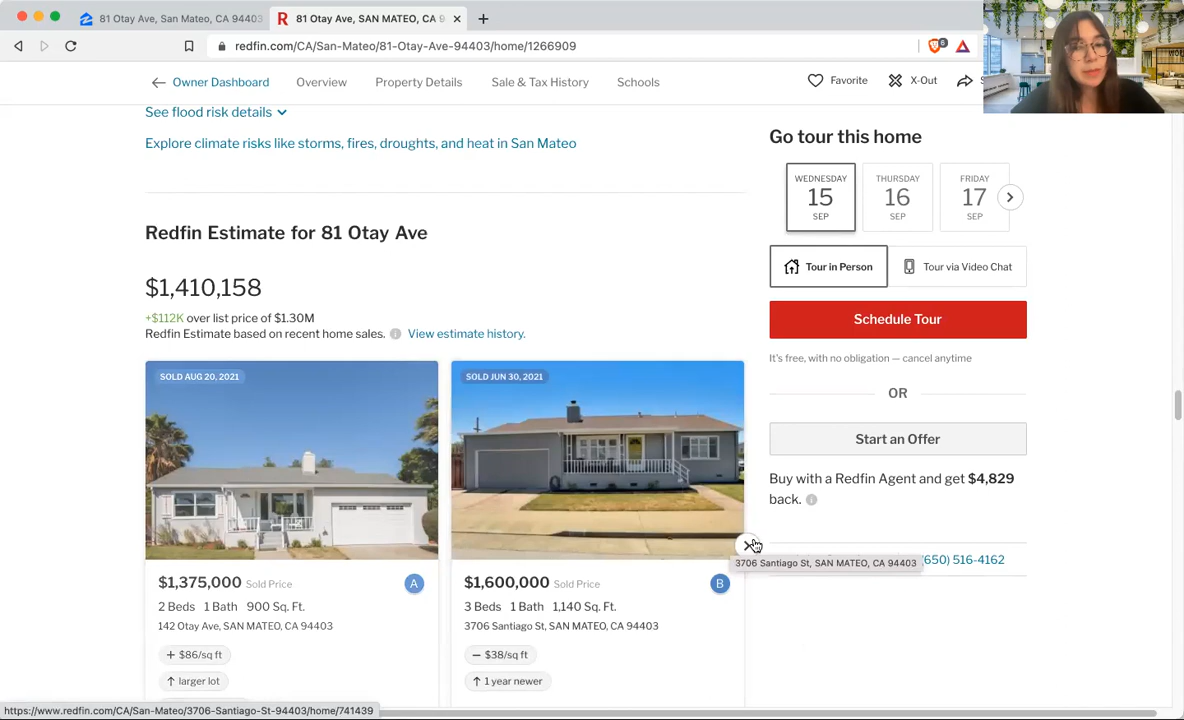 81 Otay Ave, San Mateo, CA 94403
81 Otay Ave, SAN MATEO, CA 9
redfin.com/CA/San-Mateo/81-Otay-Ave-94403/home/1266909
6
Owner Dashboard
Overview
Property Details
Sale & Tax History
Schools
Favorite
X-Out
See flood risk details
Explore climate risks like storms, fires, droughts, and heat in San Mateo
Redfin Estimate for 81 Otay Ave
$1,410,158
+$112K over list price of $1.30M
Redfin Estimate based on recent home sales. View estimate history.
SOLD AUG 20, 2021
$1,375,000 Sold Price
A
2 Beds 1 Bath 900 Sq. Ft.
142 Otay Ave, SAN MATEO, CA 94403
+ $86/sq ft
↑ larger lot
SOLD JUN 30, 2021
$1,600,000 Sold Price
B
3 Beds 1 Bath 1,140 Sq. Ft.
3706 Santiago St, SAN MATEO, CA 94403
− $38/sq ft
↑ 1 year newer
3706 Santiago St, SAN MATEO, CA 94403
Go tour this home
WEDNESDAY
15
SEP
THURSDAY
16
SEP
FRIDAY
17
SEP
Tour in Person
Tour via Video Chat
Schedule Tour
It's free, with no obligation — cancel anytime
OR
Start an Offer
Buy with a Redfin Agent and get $4,829
back.
(650) 516-4162
https://www.redfin.com/CA/San-Mateo/3706-Santiago-St-94403/home/741439